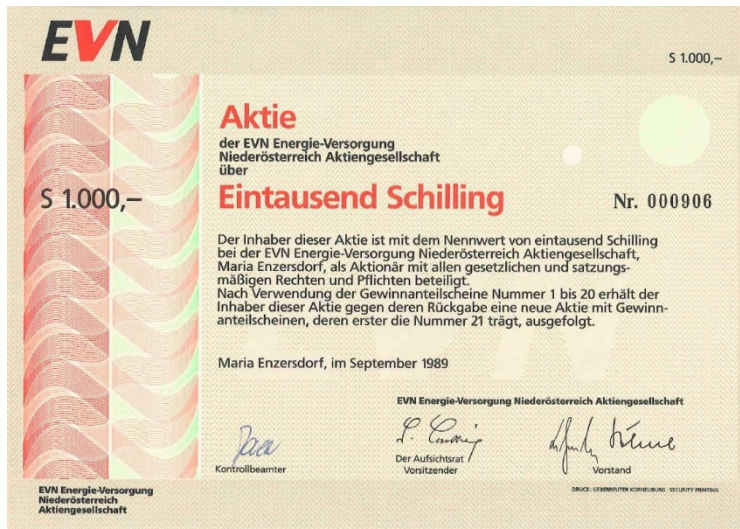 EVN
S 1.000,–
Aktie
der EVN Energie-Versorgung
Niederösterreich Aktiengesellschaft
über
S 1.000,–
Eintausend Schilling
Nr. 000906
Der Inhaber dieser Aktie ist mit dem Nennwert von eintausend Schilling
bei der EVN Energie-Versorgung Niederösterreich Aktiengesellschaft,
Maria Enzersdorf, als Aktionär mit allen gesetzlichen und satzungs-
mäßigen Rechten und Pflichten beteiligt.
Nach Verwendung der Gewinnanteilscheine Nummer 1 bis 20 erhält der
Inhaber dieser Aktie gegen deren Rückgabe eine neue Aktie mit Gewinn-
anteilscheinen, deren erster die Nummer 21 trägt, ausgefolgt.
Maria Enzersdorf, im September 1989
EVN Energie-Versorgung Niederösterreich Aktiengesellschaft
Kontrollbeamter
Der Aufsichtsrat
Vorsitzender
Vorstand
EVN Energie-Versorgung
Niederösterreich
Aktiengesellschaft
DRUCK: UEBERREUTER KORNEUBURG · SECURITY PRINTING